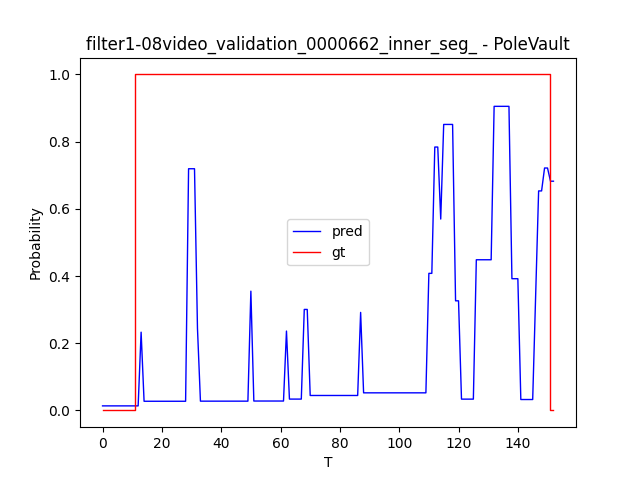 filter1-08video_validation_0000662_inner_seg_ - PoleVault
1.0
0.8
0.6
0.4
0.2
0.0
Probability
pred
gt
0 20 40 60 80 100 120 140
T